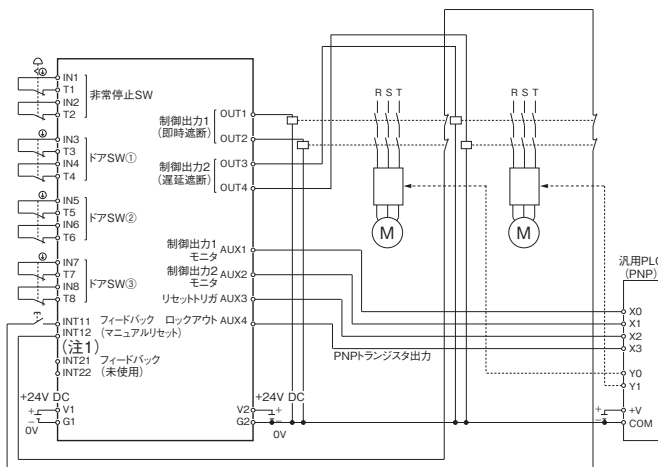 IN1
T1
IN2
T2
非常停止SW
IN3
T3
IN4
T4
ドアSW①
IN5
T5
IN6
T6
ドアSW②
IN7
T7
IN8
T8
ドアSW③
INT11 フィードバック
INT12 (マニュアルリセット)
(注1)
INT21 フィードバック
INT22 (未使用)
+24V DC
+
V1
−
G1
0V
制御出力1
(即時遮断)
OUT1
OUT2
制御出力2
(遅延遮断)
OUT3
OUT4
制御出力1
モニタ
AUX1
制御出力2
モニタ
AUX2
リセットトリガ AUX3
ロックアウト AUX4
PNPトランジスタ出力
+24V DC
V2
+
G2
−
0V
R S T
M
R S T
M
汎用PLC
(PNP)
X0
X1
X2
X3
Y0
Y1
+
+V
−
COM